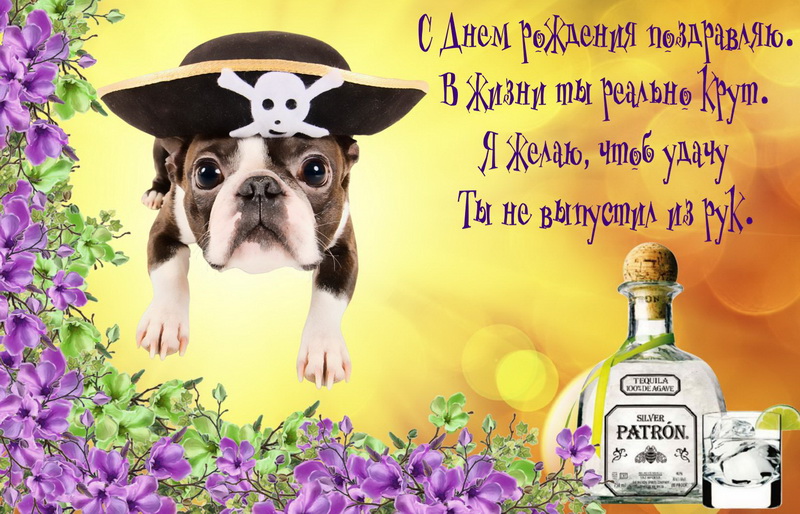 С Днем рождения поздравляю.
В жизни ты реально крут.
Я желаю, чтоб удачу
Ты не выпустил из рук.
TEQUILA
100% DE AGAVE
SILVER
PATRÓN